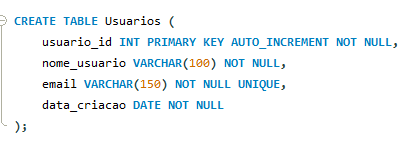 CREATE TABLE Usuarios (
    usuario_id INT PRIMARY KEY AUTO_INCREMENT NOT NULL,
    nome_usuario VARCHAR(100) NOT NULL,
    email VARCHAR(150) NOT NULL UNIQUE,
    data_criacao DATE NOT NULL
);